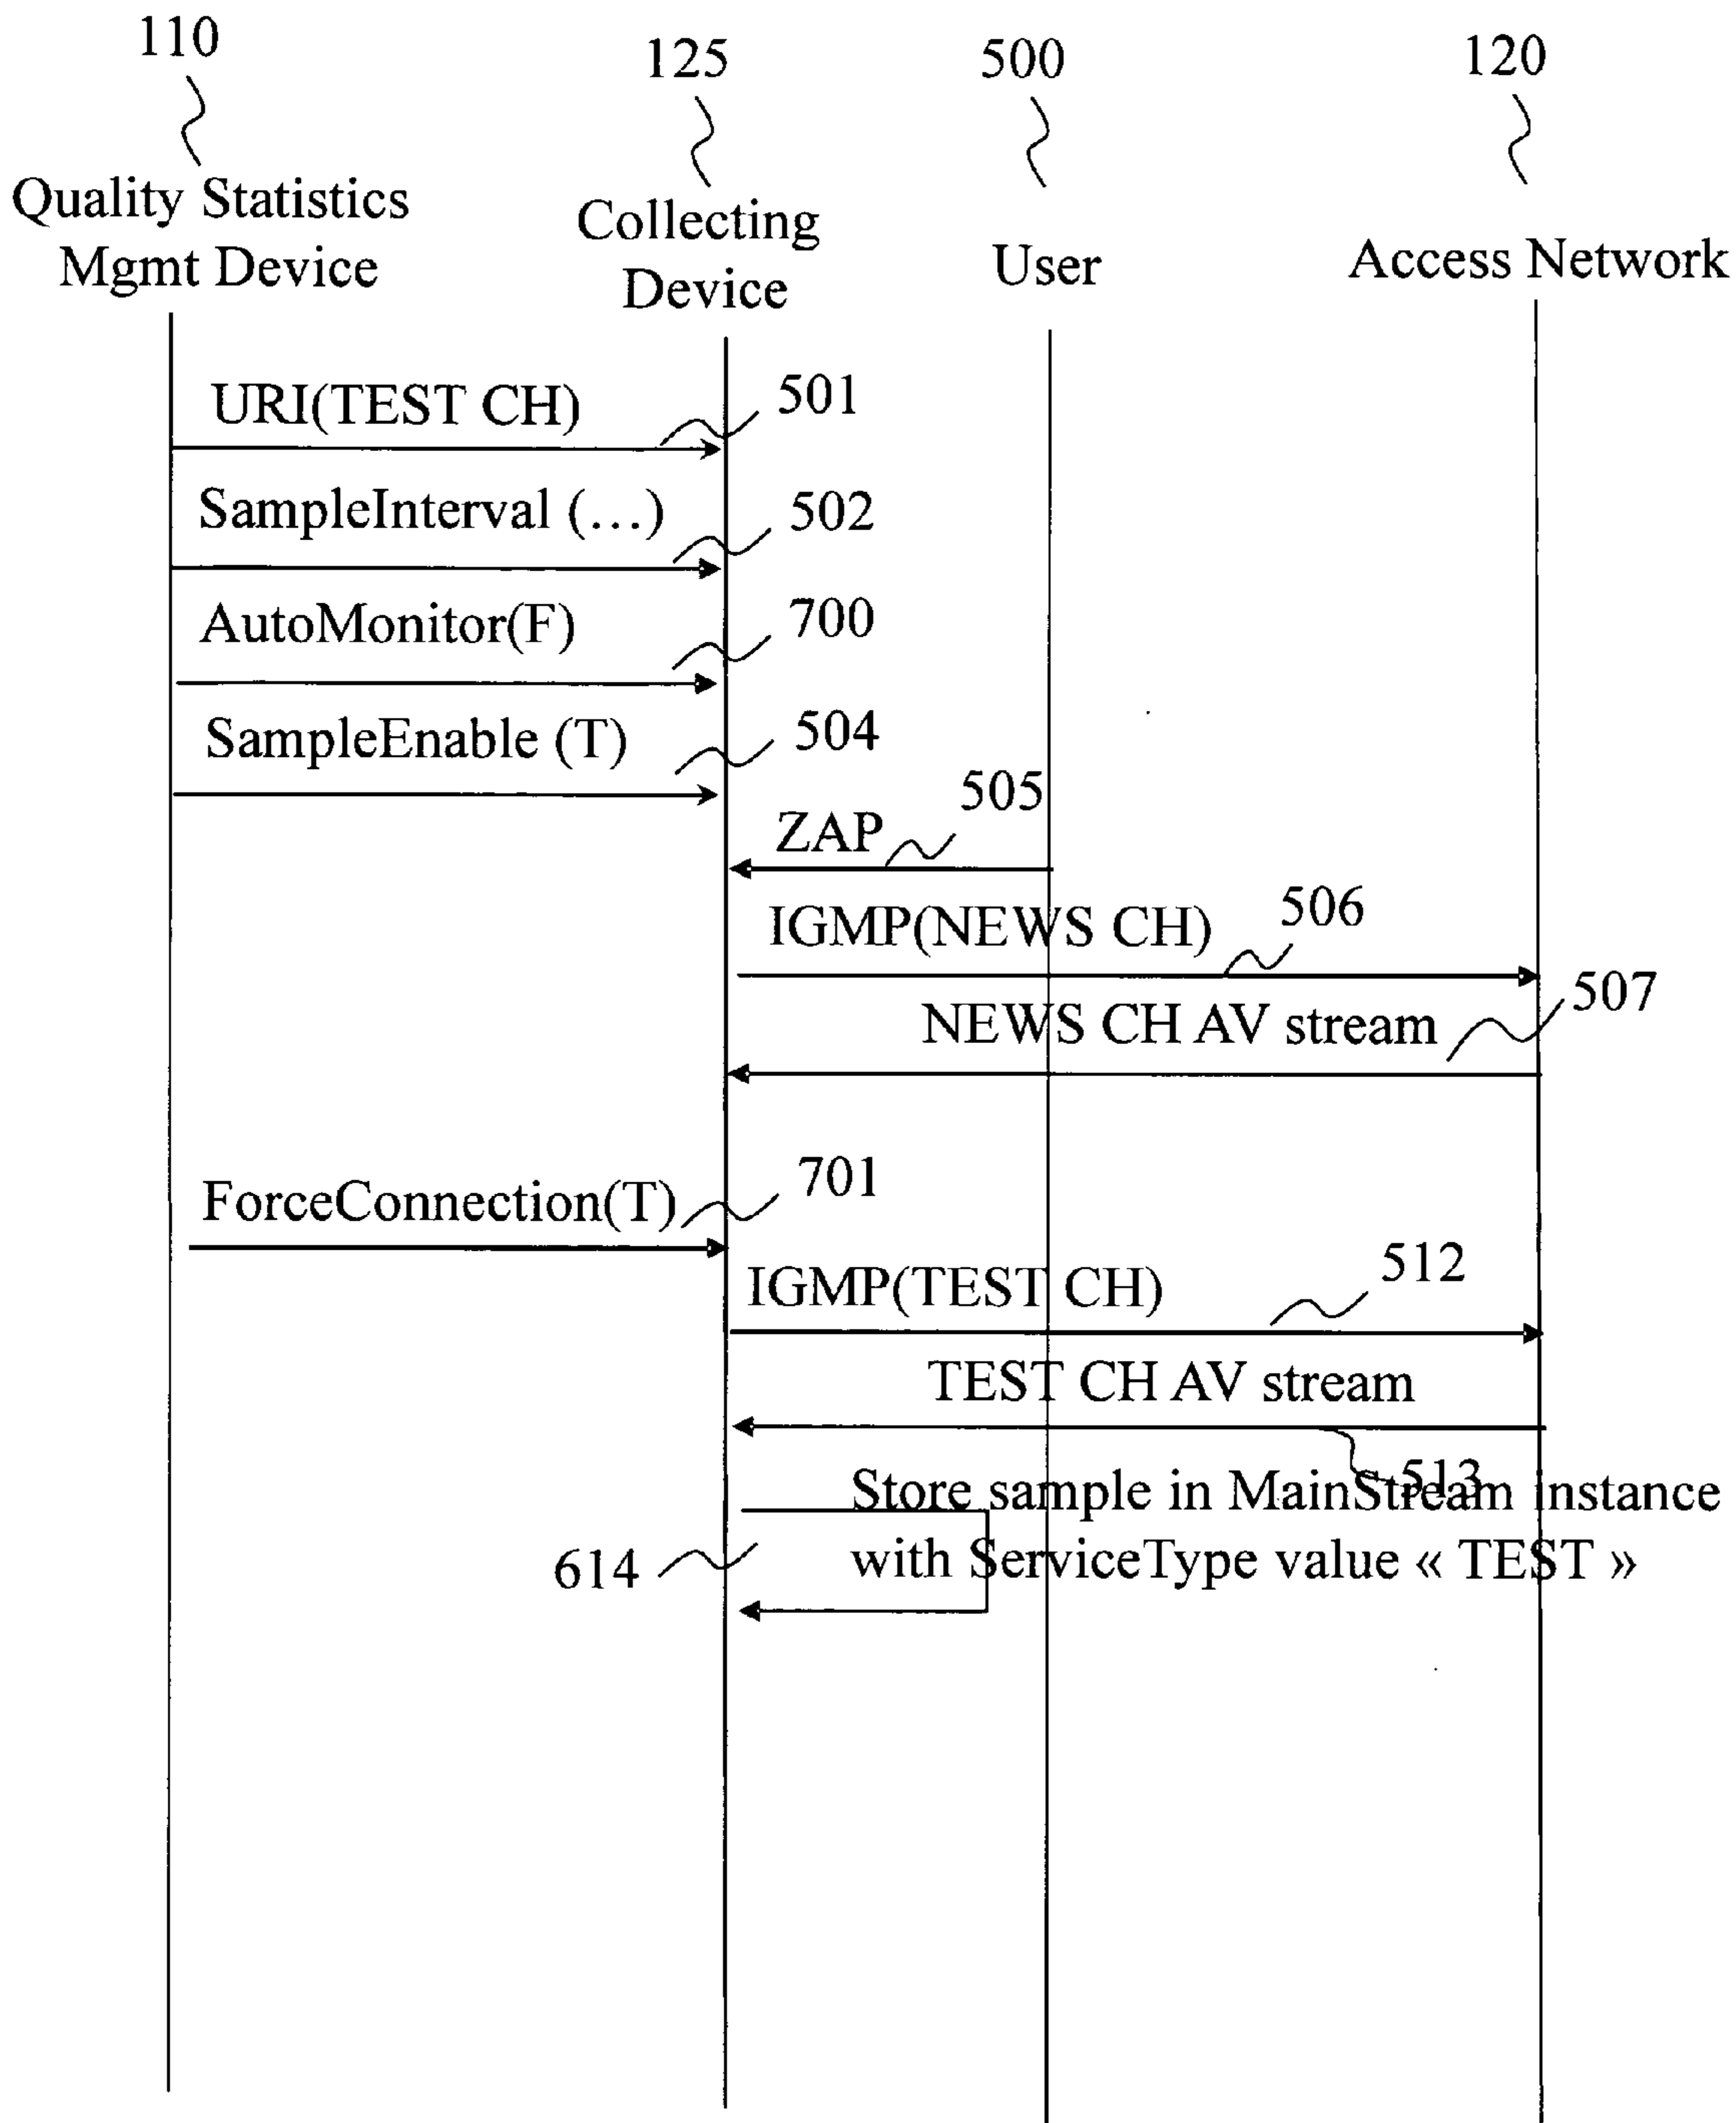 110
125
500
120
Quality Statistics
Mgmt Device
Collecting
Device
User
Access Network
URI(TEST CH)
501
SampleInterval (...)
502
AutoMonitor(F)
700
SampleEnable (T)
504
505
ZAP
IGMP(NEWS CH)
506
507
NEWS CH AV stream
ForceConnection(T)
701
IGMP(TEST CH)
512
TEST CH AV stream
513
Store sample in MainStream instance
with ServiceType value « TEST »
614